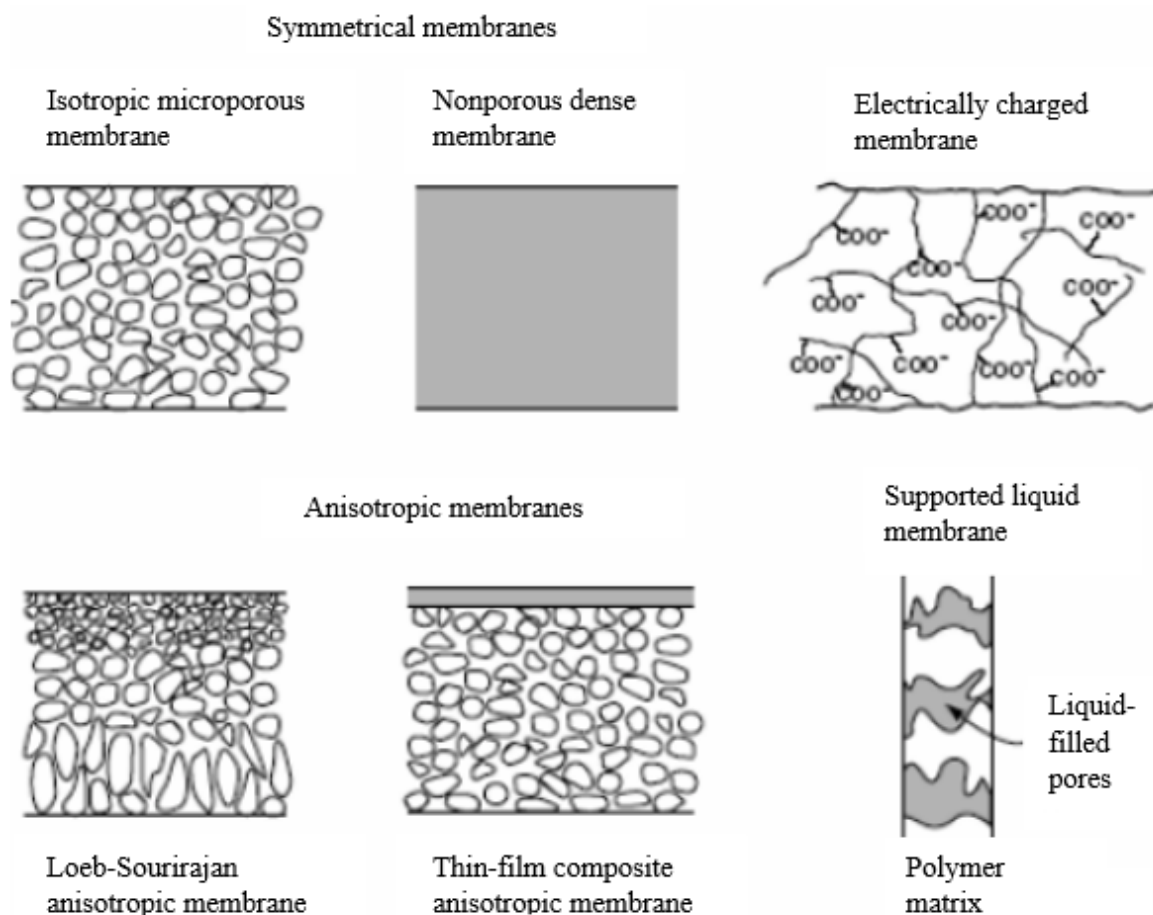 Symmetrical membranes
Isotropic microporous
membrane
Nonporous dense
membrane
Electrically charged
membrane
COO⁻
COO⁻
COO⁻
COO⁻
COO⁻
COO⁻
COO⁻
COO⁻
COO⁻
COO⁻
COO⁻
COO⁻
Anisotropic membranes
Supported liquid
membrane
Liquid-
filled
pores
Loeb-Sourirajan
anisotropic membrane
Thin-film composite
anisotropic membrane
Polymer
matrix